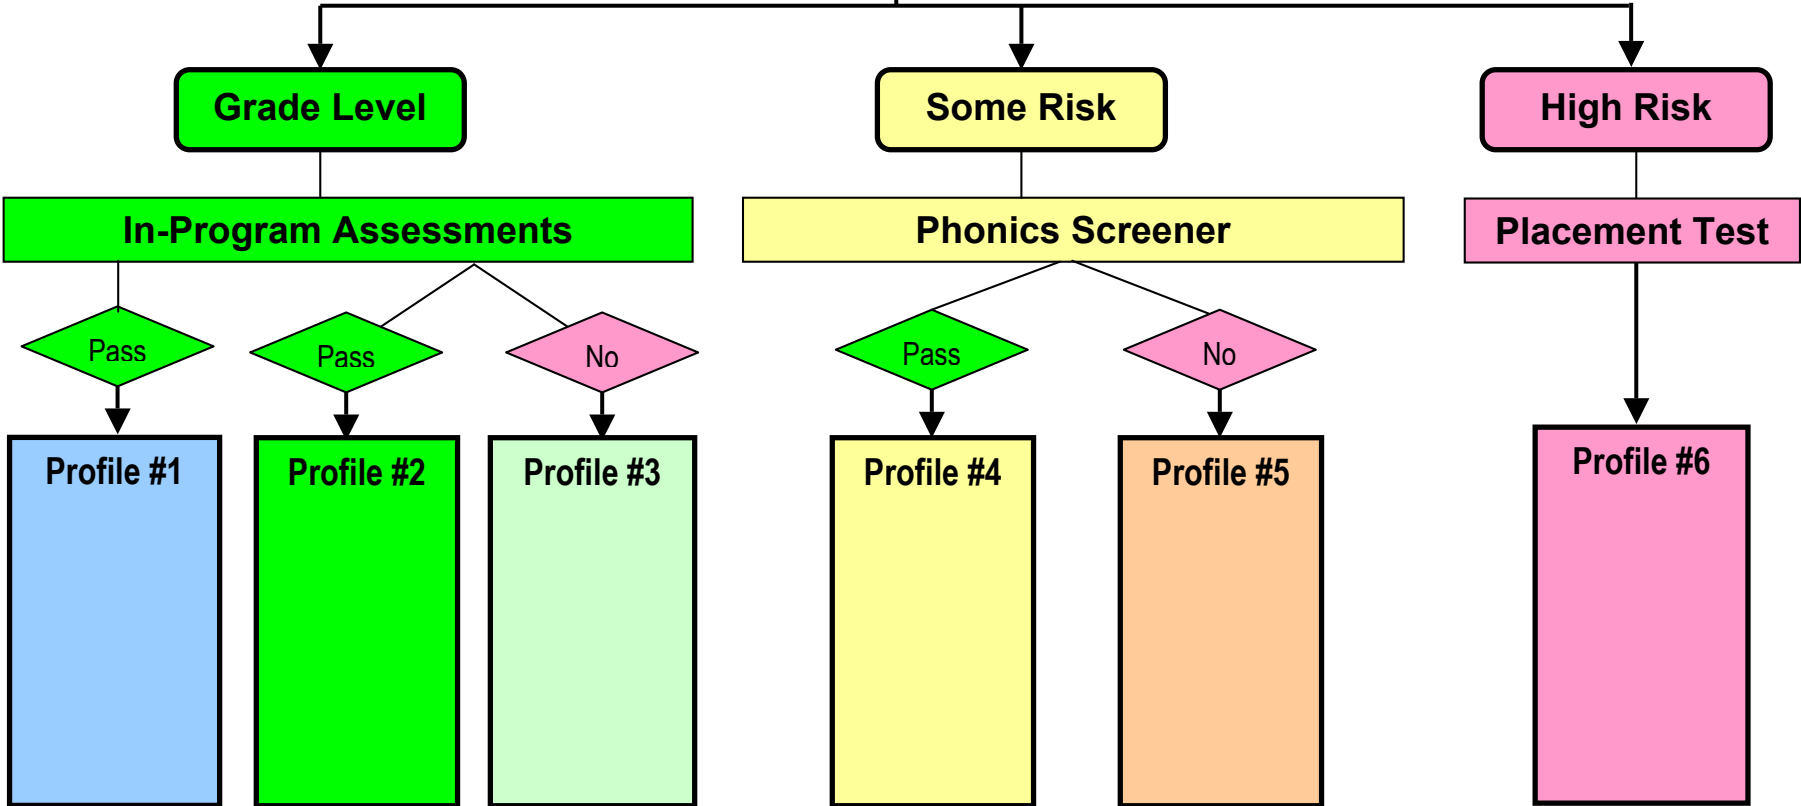 Grade Level
Some Risk
High Risk
In-Program Assessments
Phonics Screener
Placement Test
Pass
Pass
No
Pass
No
Profile #1
Profile #2
Profile #3
Profile #4
Profile #5
Profile #6